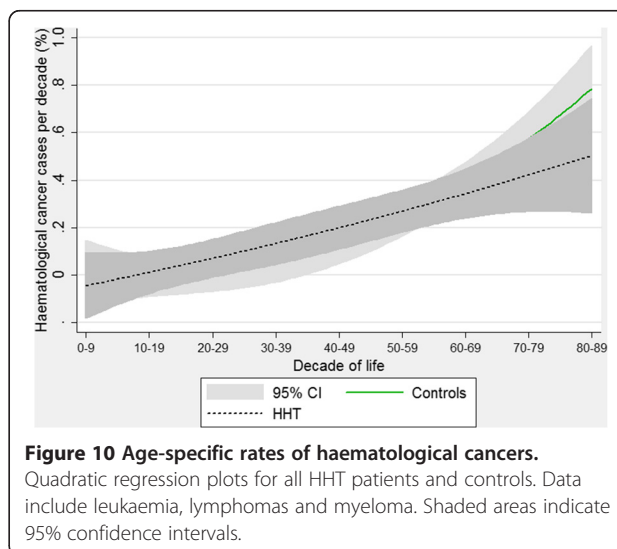 Haematological cancer cases per decade (%)
1.0
.8
.6
.4
.2
0
.
0-9 10-19 20-29 30-39 40-49 50-59 60-69 70-79 80-89
Decade of life
95% CI Controls
HHT
Figure 10 Age-specific rates of haematological cancers.
Quadratic regression plots for all HHT patients and controls. Data
include leukaemia, lymphomas and myeloma. Shaded areas indicate
95% confidence intervals.